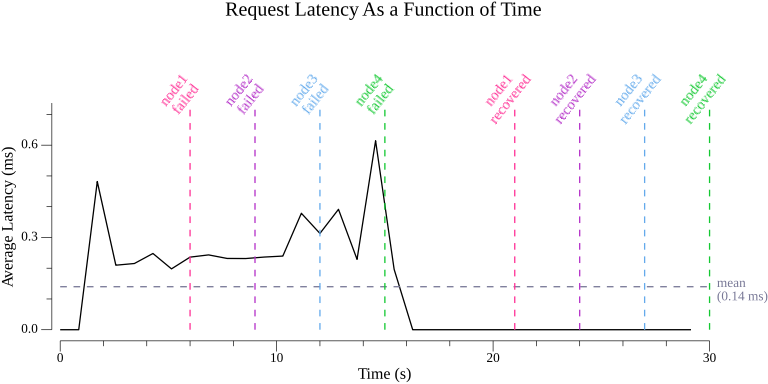 Request Latency As a Function of Time
node1
failed
node2
failed
node3
failed
node4
failed
node1
recovered
node2
recovered
node3
recovered
node4
recovered
Average Latency (ms)
0.6
0.3
0.0
mean
(0.14 ms)
0
10
20
30
Time (s)